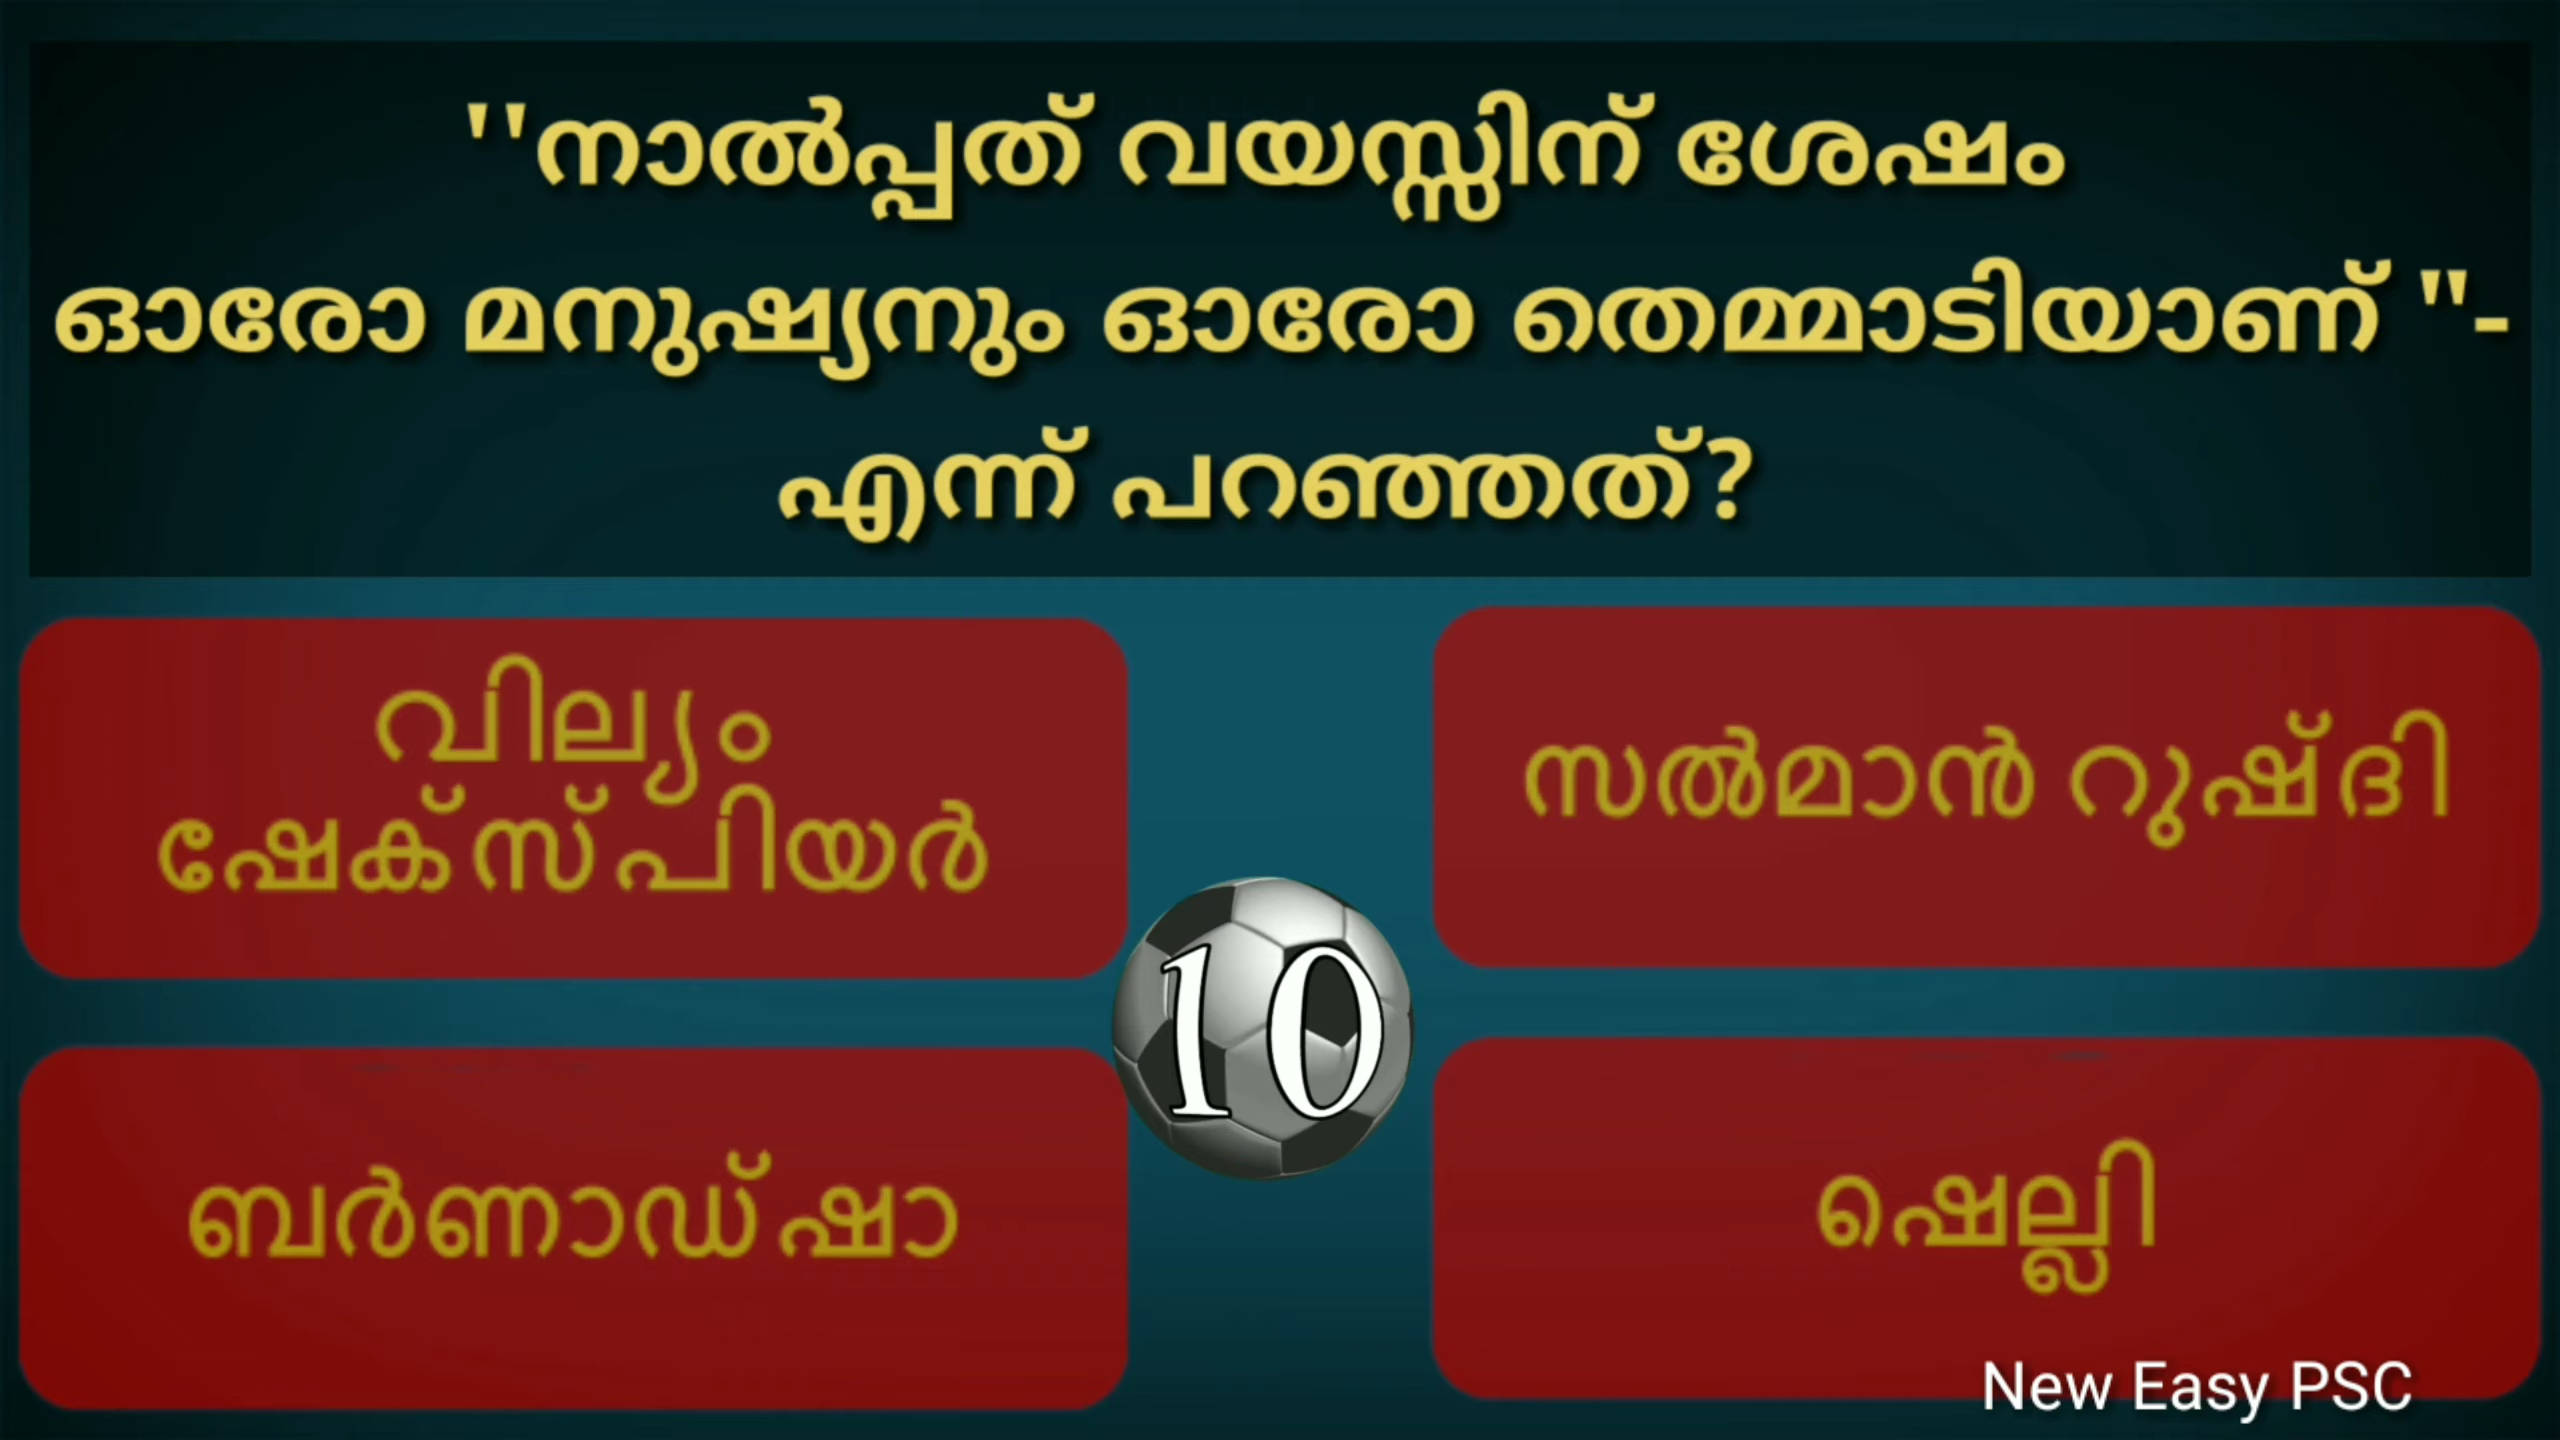 ''നാൽപ്പത് വയസ്സിന് ശേഷം
ഓരോ മനുഷ്യനും ഓരോ തെമ്മാടിയാണ് "-
എന്ന് പറഞ്ഞത്?
വില്യം
ഷേക്സ്പിയർ
സൽമാൻ റുഷ്ദി
10
ബർണാഡ് ഷാ
ഷെല്ലി
New Easy PSC